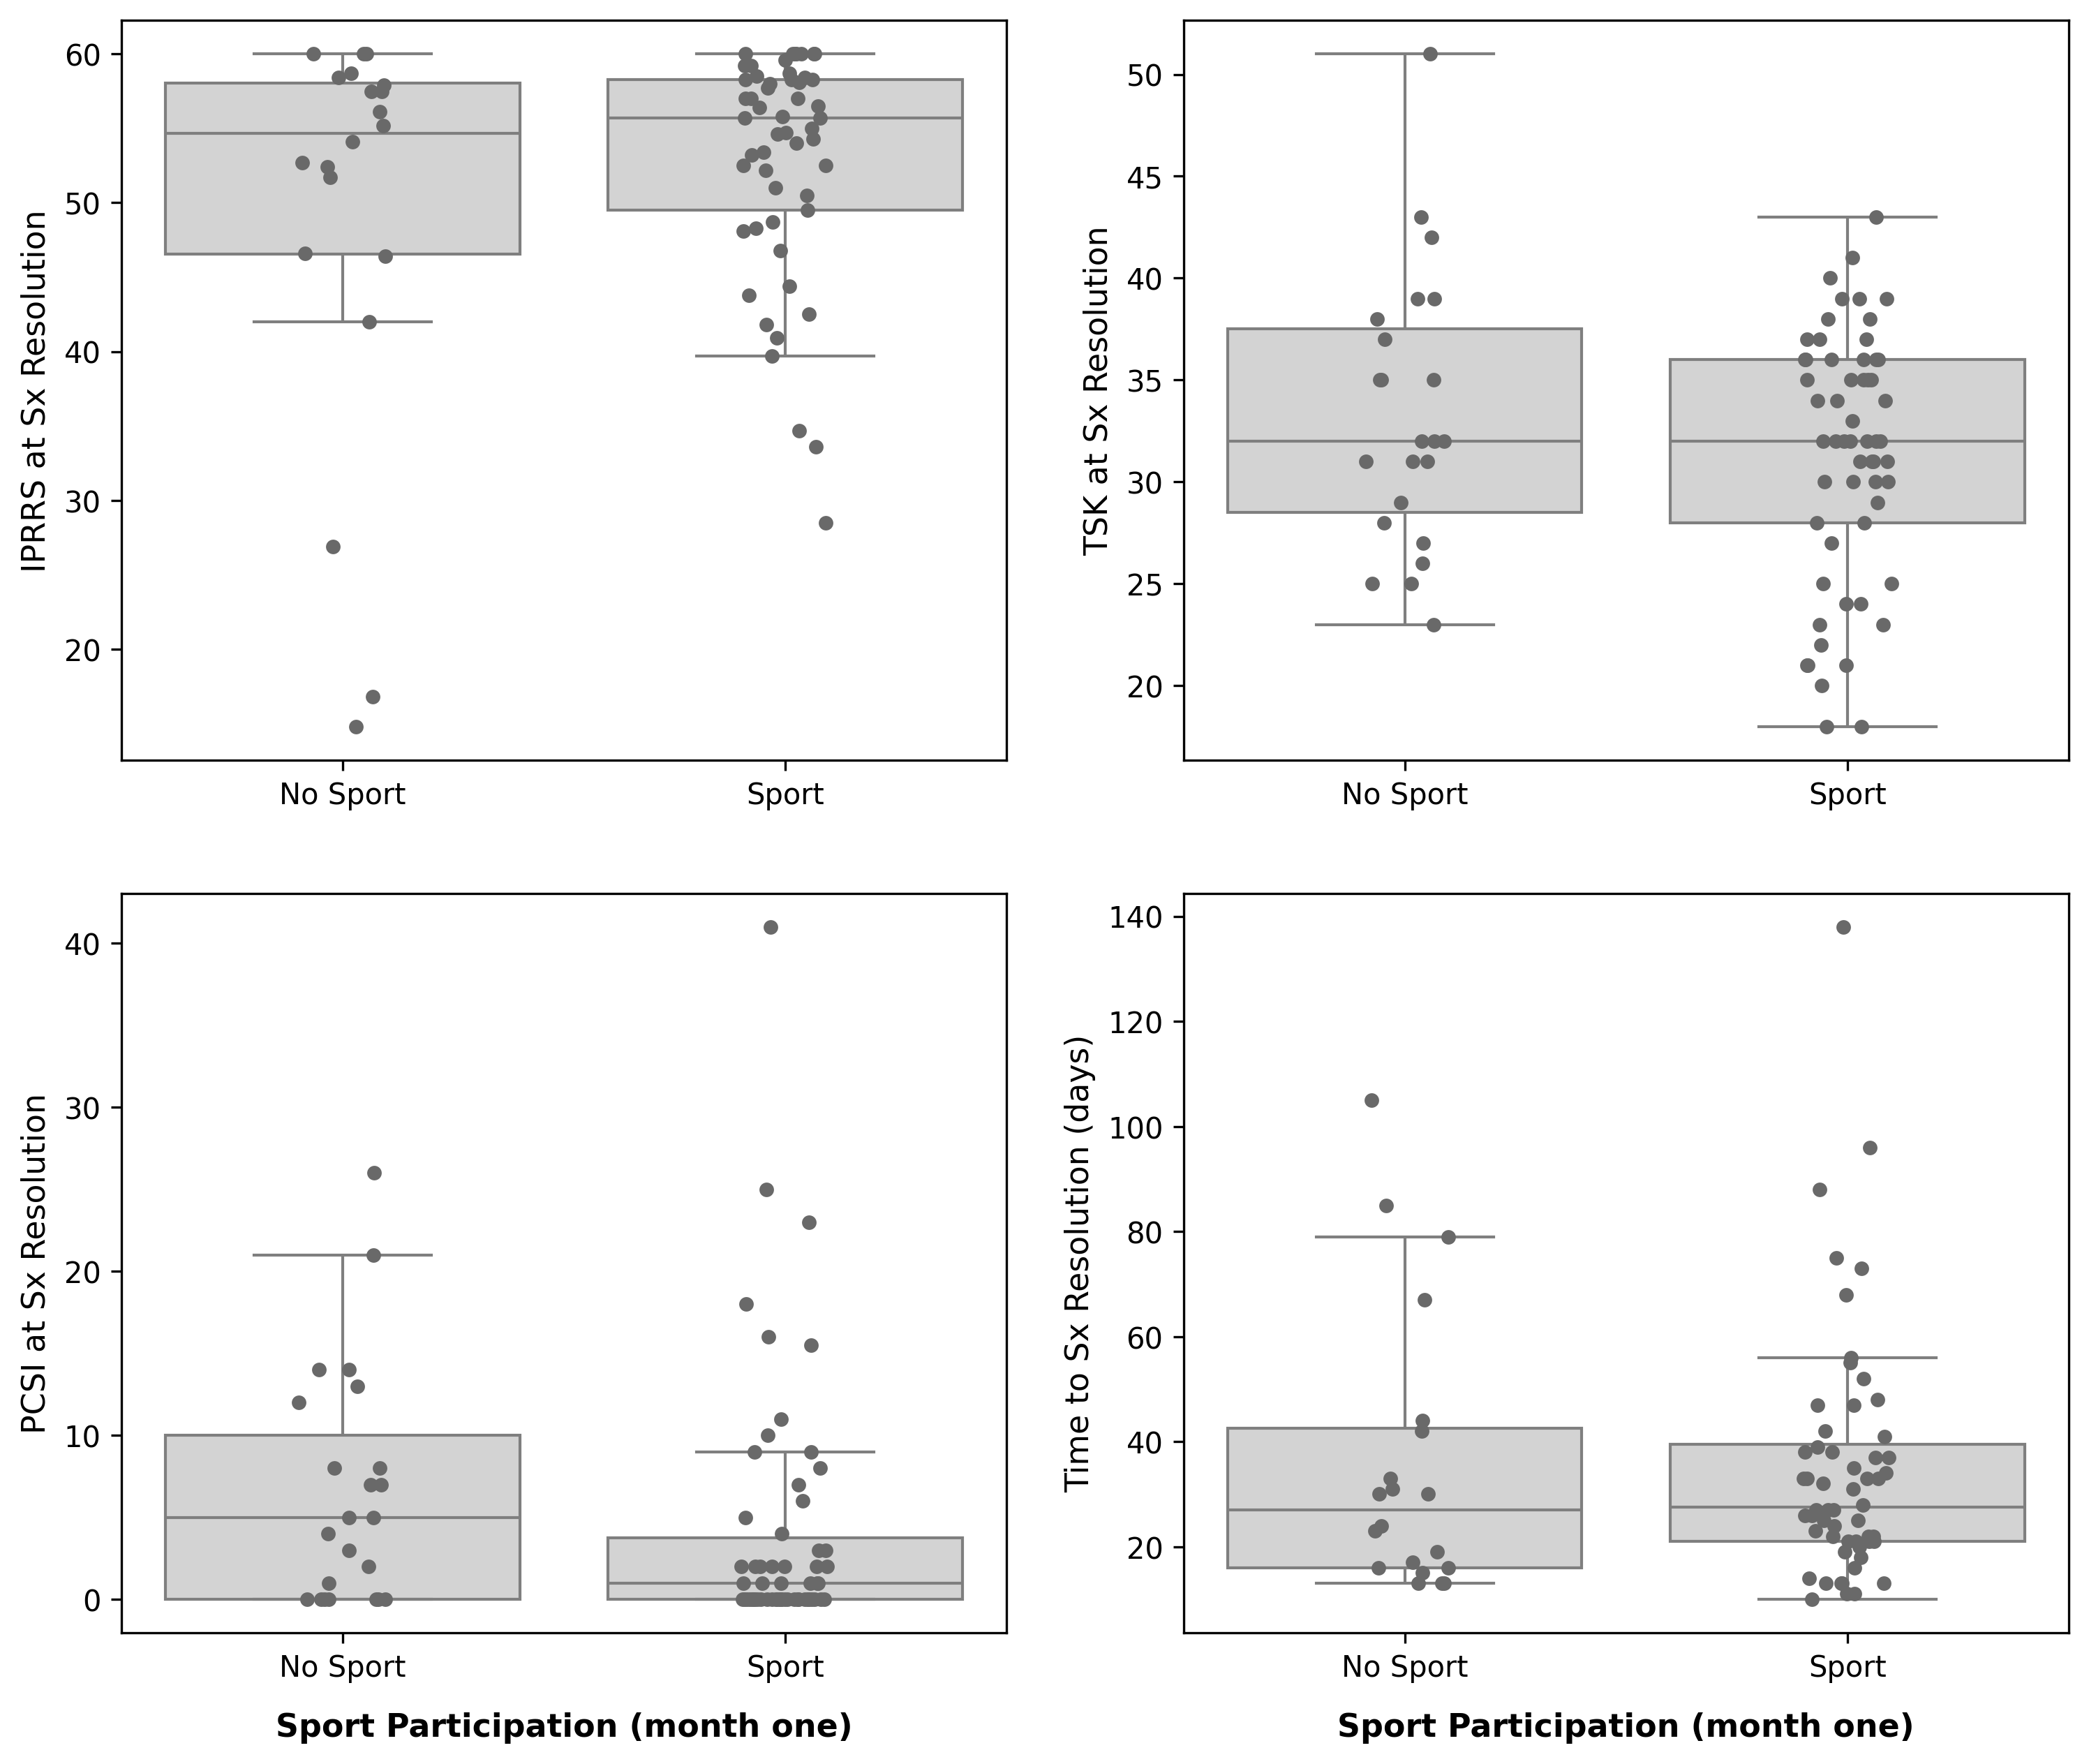 IPRRS at Sx Resolution
60
50
40
30
20
No Sport
Sport
TSK at Sx Resolution
50
45
40
35
30
25
20
No Sport
Sport
PCSI at Sx Resolution
40
30
20
10
0
No Sport
Sport
Sport Participation (month one)
Time to Sx Resolution (days)
140
120
100
80
60
40
20
No Sport
Sport
Sport Participation (month one)